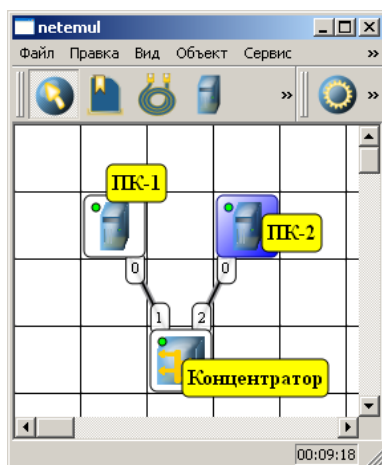 netemul
Файл Правка Вид Объект Сервис »
» »
ПК-1
ПК-2
0 0
1 2
Концентратор
00:09:18